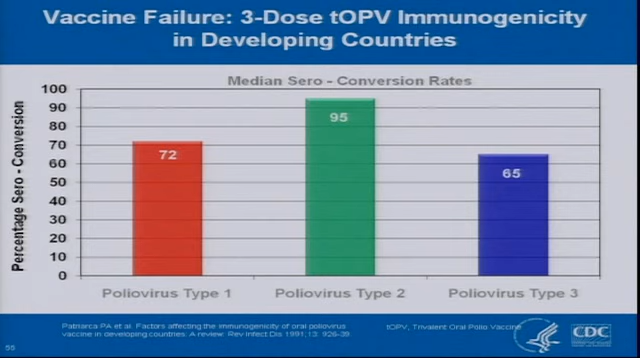 Vaccine Failure: 3-Dose tOPV Immunogenicity
in Developing Countries
Median Sero - Conversion Rates
Percentage Sero - Conversion
100
90
80
70
60
50
40
30
20
10
0
72
95
65
Poliovirus Type 1
Poliovirus Type 2
Poliovirus Type 3
Patriarca PA et al. Factors affecting the immunogenicity of oral poliovirus
vaccine in developing countries: A review. Rev Infect Dis 1991;13: 926-39
tOPV, Trivalent Oral Polio Vaccine
CDC